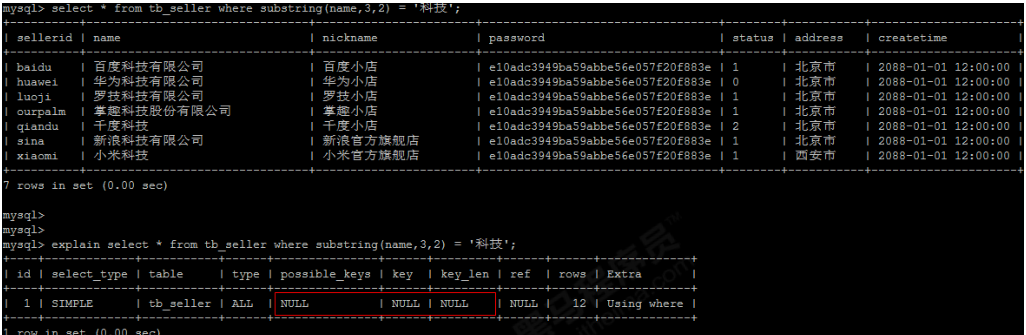 mysql> select * from tb_seller where substring(name,3,2) = '科技';
| sellerid | name | nickname | password | status | address | createtime |
| baidu | 百度科技有限公司 | 百度小店 | e10adc3949ba59abbe56e057f20f883e | 1 | 北京市 | 2088-01-01 12:00:00 |
| huawei | 华为科技有限公司 | 华为小店 | e10adc3949ba59abbe56e057f20f883e | 0 | 北京市 | 2088-01-01 12:00:00 |
| luoji | 罗技科技有限公司 | 罗技小店 | e10adc3949ba59abbe56e057f20f883e | 1 | 北京市 | 2088-01-01 12:00:00 |
| ourpalm | 掌趣科技股份有限公司 | 掌趣小店 | e10adc3949ba59abbe56e057f20f883e | 1 | 北京市 | 2088-01-01 12:00:00 |
| qiandu | 千度科技 | 千度小店 | e10adc3949ba59abbe56e057f20f883e | 2 | 北京市 | 2088-01-01 12:00:00 |
| sina | 新浪科技有限公司 | 新浪官方旗舰店 | e10adc3949ba59abbe56e057f20f883e | 1 | 北京市 | 2088-01-01 12:00:00 |
| xiaomi | 小米科技 | 小米官方旗舰店 | e10adc3949ba59abbe56e057f20f883e | 1 | 西安市 | 2088-01-01 12:00:00 |
7 rows in set (0.00 sec)
mysql>
mysql>
mysql> explain select * from tb_seller where substring(name,3,2) = '科技';
| id | select_type | table | type | possible_keys | key | key_len | ref | rows | Extra |
| 1 | SIMPLE | tb_seller | ALL | NULL | NULL | NULL | NULL | 12 | Using where |
1 row in set (0.00 sec)